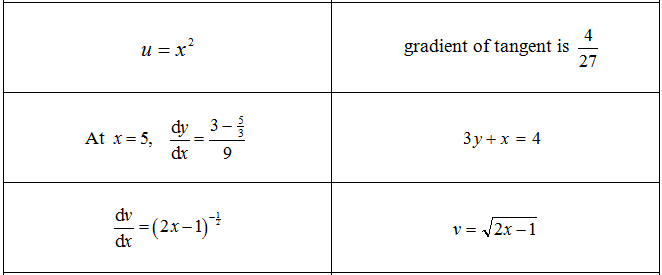 u = x²
gradient of tangent is 4/27
At x = 5, dy/dx = (3 − 5/3)/9
3y + x = 4
dv/dx = (2x − 1)^(−1/2)
v = √(2x − 1)